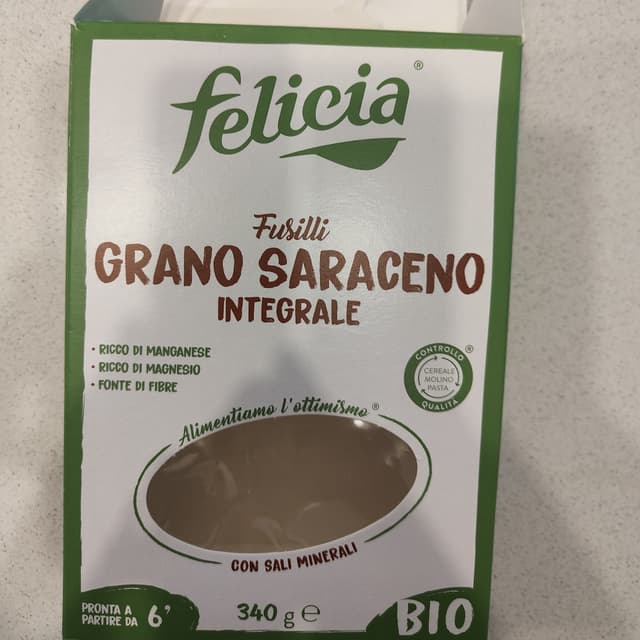 felicia®
Fusilli
GRANO SARACENO
INTEGRALE
• RICCO DI MANGANESE
• RICCO DI MAGNESIO
• FONTE DI FIBRE
CONTROLLO ®
CEREALE
MOLINO
PASTA
QUALITÀ
Alimentiamo l'ottimismo®
CON SALI MINERALI
PRONTA A
PARTIRE DA 6'
340 g ℮
BIO